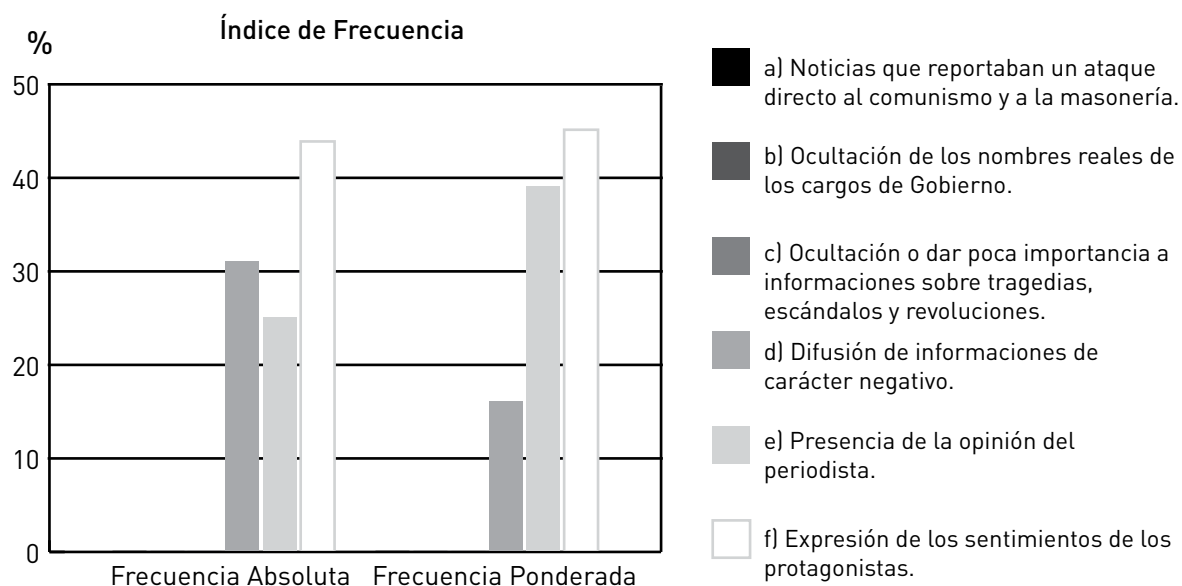 Índice de Frecuencia
%
50
40
30
20
10
0
Frecuencia Absoluta
Frecuencia Ponderada
a) Noticias que reportaban un ataque
directo al comunismo y a la masonería.
b) Ocultación de los nombres reales de
los cargos de Gobierno.
c) Ocultación o dar poca importancia a
informaciones sobre tragedias,
escándalos y revoluciones.
d) Difusión de informaciones de
carácter negativo.
e) Presencia de la opinión del
periodista.
f) Expresión de los sentimientos de los
protagonistas.